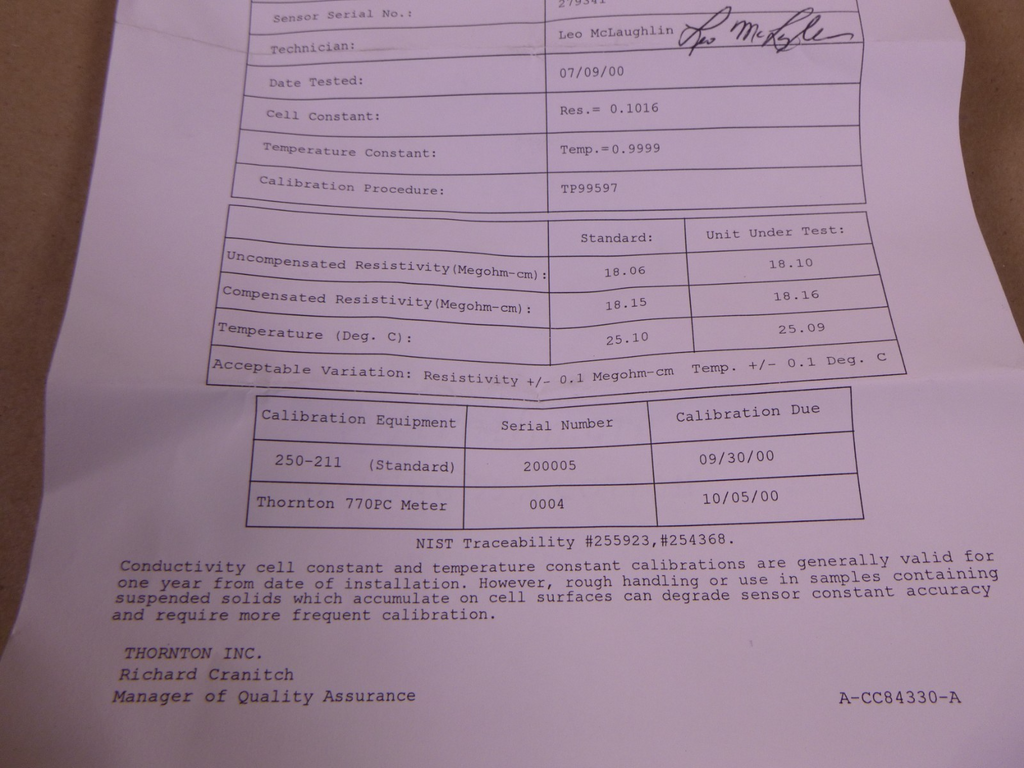 Sensor Serial No.: 279341
Technician: Leo McLaughlin Leo McLaughlin
Date Tested: 07/09/00
Cell Constant: Res.= 0.1016
Temperature Constant: Temp.=0.9999
Calibration Procedure: TP99597
Standard: Unit Under Test:
Uncompensated Resistivity(Megohm-cm): 18.06 18.10
Compensated Resistivity(Megohm-cm): 18.15 18.16
Temperature (Deg. C): 25.10 25.09
Acceptable Variation: Resistivity +/- 0.1 Megohm-cm Temp. +/- 0.1 Deg. C
Calibration Equipment Serial Number Calibration Due
250-211 (Standard) 200005 09/30/00
Thornton 770PC Meter 0004 10/05/00
NIST Traceability #255923,#254368.
Conductivity cell constant and temperature constant calibrations are generally valid for
one year from date of installation. However, rough handling or use in samples containing
suspended solids which accumulate on cell surfaces can degrade sensor constant accuracy
and require more frequent calibration.
THORNTON INC.
Richard Cranitch
Manager of Quality Assurance
A-CC84330-A